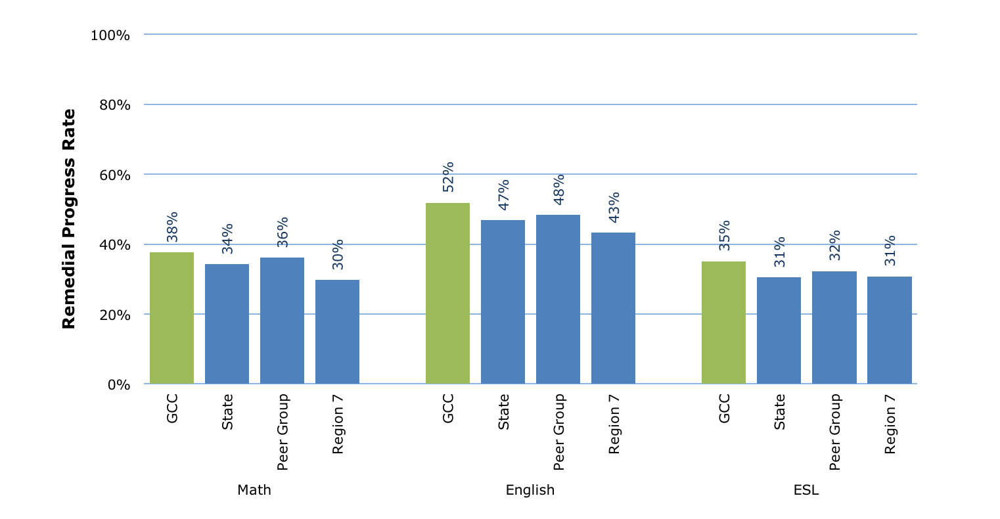 100%
80%
60%
40%
20%
0%
Remedial Progress Rate
38%
34%
36%
30%
52%
47%
48%
43%
35%
31%
32%
31%
GCC
State
Peer Group
Region 7
GCC
State
Peer Group
Region 7
GCC
State
Peer Group
Region 7
Math
English
ESL